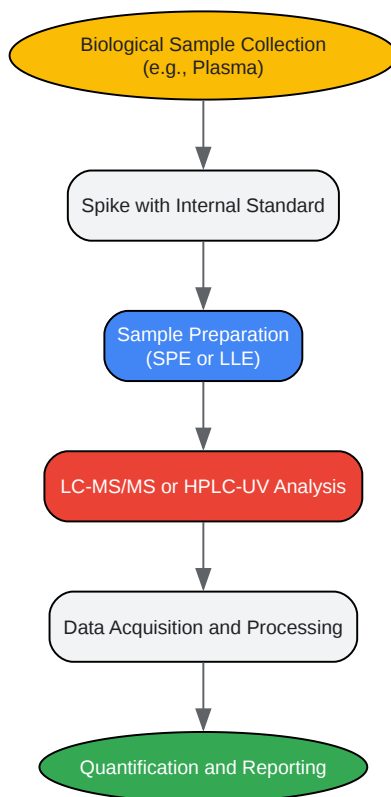 Biological Sample Collection
(e.g., Plasma)
Spike with Internal Standard
Sample Preparation
(SPE or LLE)
LC-MS/MS or HPLC-UV Analysis
Data Acquisition and Processing
Quantification and Reporting